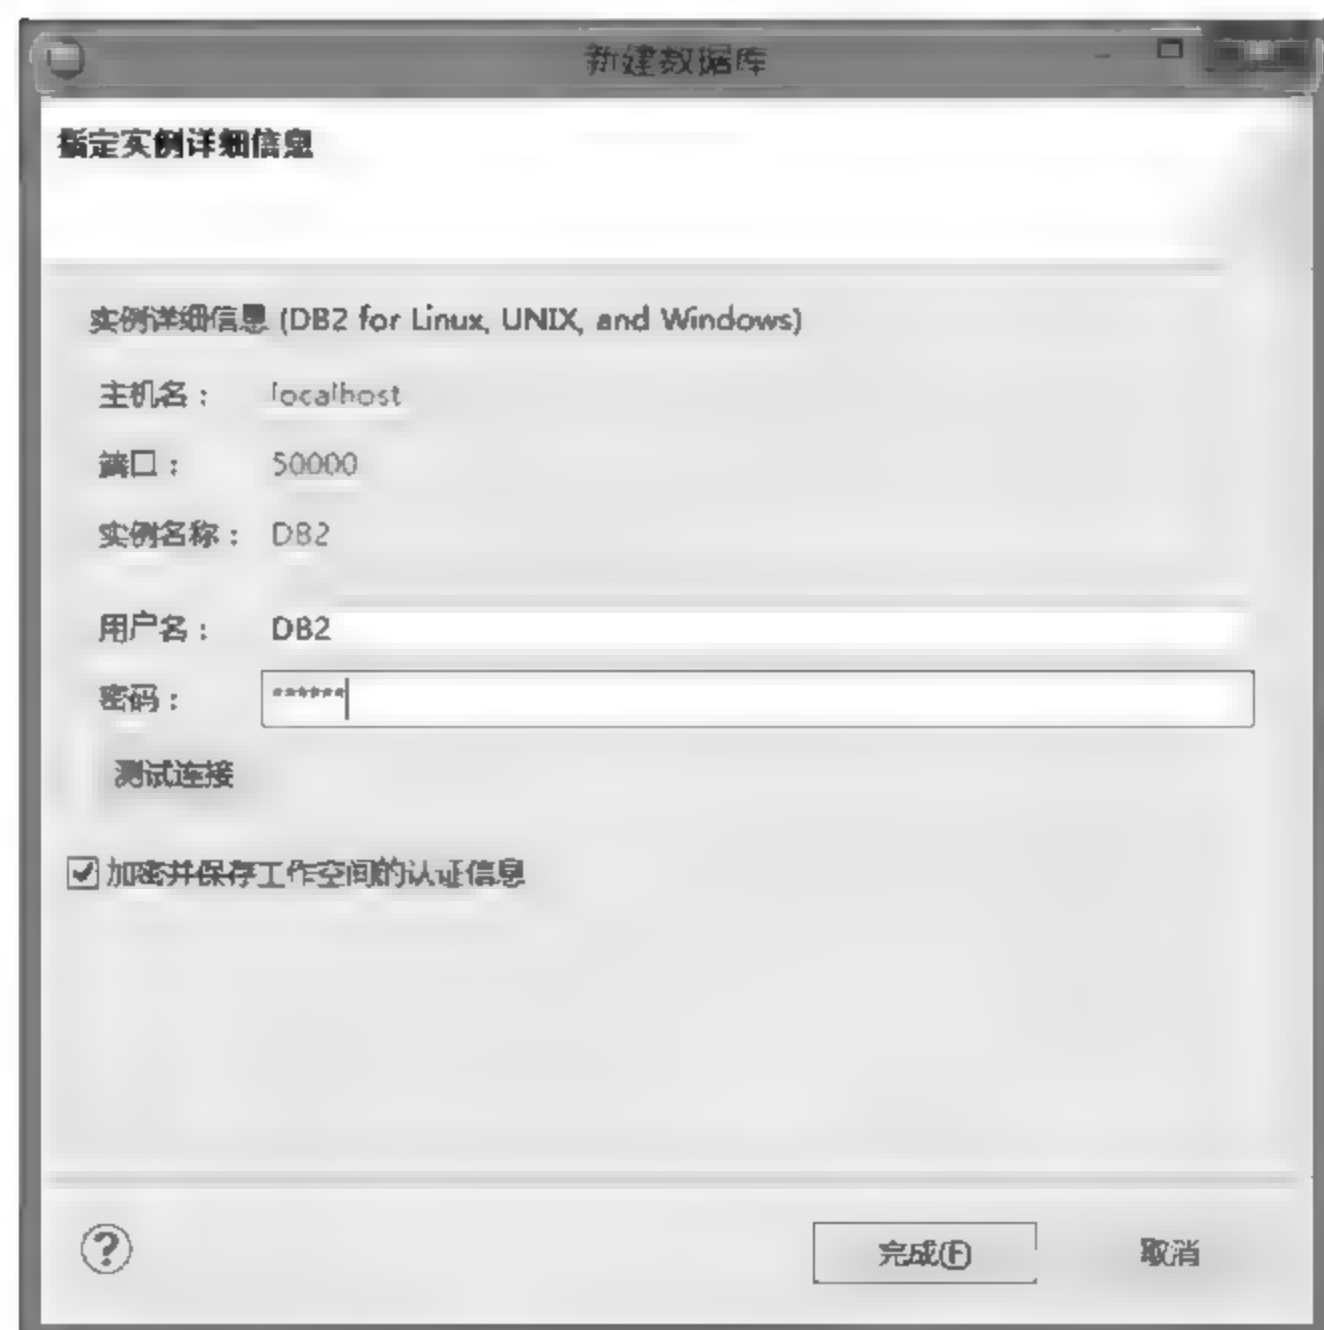 新建数据库
指定实例详细信息
实例详细信息 (DB2 for Linux, UNIX, and Windows)
主机名： localhost
端口： 50000
实例名称： DB2
用户名： DB2
密码： ******
测试连接
加密并保存工作空间的认证信息
完成(F) 取消